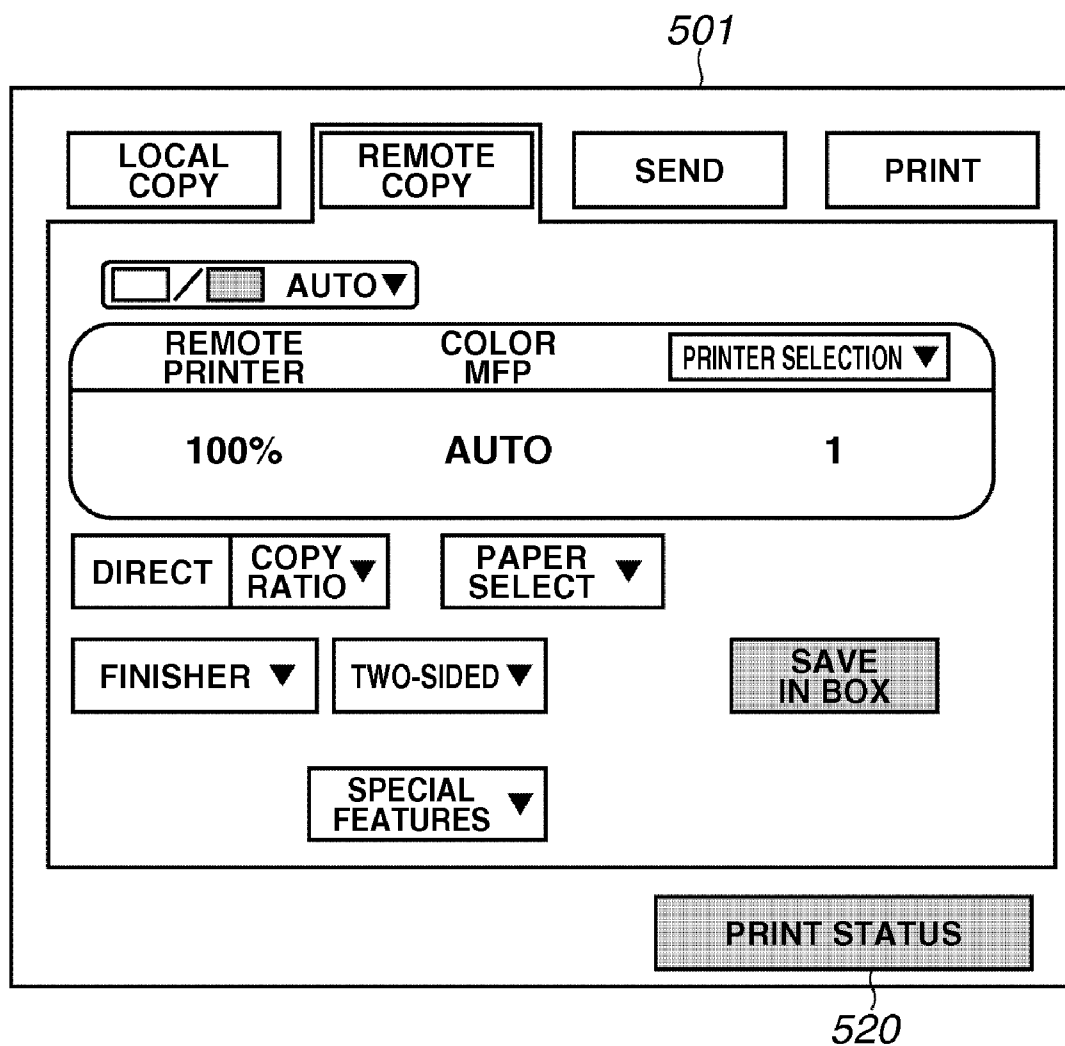 501
LOCAL
COPY
REMOTE
COPY
SEND
PRINT
/ AUTO▼
REMOTE
PRINTER
COLOR
MFP
PRINTER SELECTION ▼
100%
AUTO
1
DIRECT
COPY
RATIO ▼
PAPER
SELECT ▼
FINISHER ▼
TWO-SIDED ▼
SAVE
IN BOX
SPECIAL
FEATURES ▼
PRINT STATUS
520